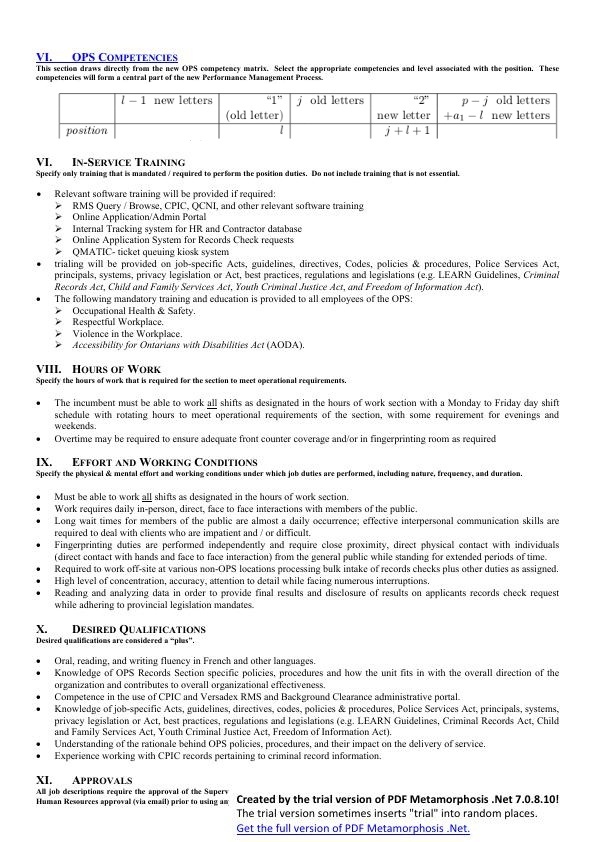 VI. OPS COMPETENCIES
This section draws directly from the new OPS competency matrix. Select the appropriate competencies and level associated with the position. These
competencies will form a central part of the new Performance Management Process.
l − 1 new letters “1” j old letters “2” p − j old letters
(old letter) new letter +a₁ − l new letters
position l j + l + 1
VI. IN-SERVICE TRAINING
Specify only training that is mandated / required to perform the position duties. Do not include training that is not essential.
• Relevant software training will be provided if required:
➢ RMS Query / Browse, CPIC, QCNI, and other relevant software training
➢ Online Application/Admin Portal
➢ Internal Tracking system for HR and Contractor database
➢ Online Application System for Records Check requests
➢ QMATIC- ticket queuing kiosk system
• trialing will be provided on job-specific Acts, guidelines, directives, Codes, policies & procedures, Police Services Act,
principals, systems, privacy legislation or Act, best practices, regulations and legislations (e.g. LEARN Guidelines, Criminal
Records Act, Child and Family Services Act, Youth Criminal Justice Act, and Freedom of Information Act).
• The following mandatory training and education is provided to all employees of the OPS:
➢ Occupational Health & Safety.
➢ Respectful Workplace.
➢ Violence in the Workplace.
➢ Accessibility for Ontarians with Disabilities Act (AODA).
VIII. HOURS OF WORK
Specify the hours of work that is required for the section to meet operational requirements.
• The incumbent must be able to work all shifts as designated in the hours of work section with a Monday to Friday day shift
schedule with rotating hours to meet operational requirements of the section, with some requirement for evenings and
weekends.
• Overtime may be required to ensure adequate front counter coverage and/or in fingerprinting room as required
IX. EFFORT AND WORKING CONDITIONS
Specify the physical & mental effort and working conditions under which job duties are performed, including nature, frequency, and duration.
• Must be able to work all shifts as designated in the hours of work section.
• Work requires daily in-person, direct, face to face interactions with members of the public.
• Long wait times for members of the public are almost a daily occurrence; effective interpersonal communication skills are
required to deal with clients who are impatient and / or difficult.
• Fingerprinting duties are performed independently and require close proximity, direct physical contact with individuals
(direct contact with hands and face to face interaction) from the general public while standing for extended periods of time.
• Required to work off-site at various non-OPS locations processing bulk intake of records checks plus other duties as assigned.
• High level of concentration, accuracy, attention to detail while facing numerous interruptions.
• Reading and analyzing data in order to provide final results and disclosure of results on applicants records check request
while adhering to provincial legislation mandates.
X. DESIRED QUALIFICATIONS
Desired qualifications are considered a “plus”.
• Oral, reading, and writing fluency in French and other languages.
• Knowledge of OPS Records Section specific policies, procedures and how the unit fits in with the overall direction of the
organization and contributes to overall organizational effectiveness.
• Competence in the use of CPIC and Versadex RMS and Background Clearance administrative portal.
• Knowledge of job-specific Acts, guidelines, directives, codes, policies & procedures, Police Services Act, principals, systems,
privacy legislation or Act, best practices, regulations and legislations (e.g. LEARN Guidelines, Criminal Records Act, Child
and Family Services Act, Youth Criminal Justice Act, Freedom of Information Act).
• Understanding of the rationale behind OPS policies, procedures, and their impact on the delivery of service.
• Experience working with CPIC records pertaining to criminal record information.
XI. APPROVALS
All job descriptions require the approval of the Superv
Human Resources approval (via email) prior to using an
Created by the trial version of PDF Metamorphosis .Net 7.0.8.10!
The trial version sometimes inserts "trial" into random places.
Get the full version of PDF Metamorphosis .Net.